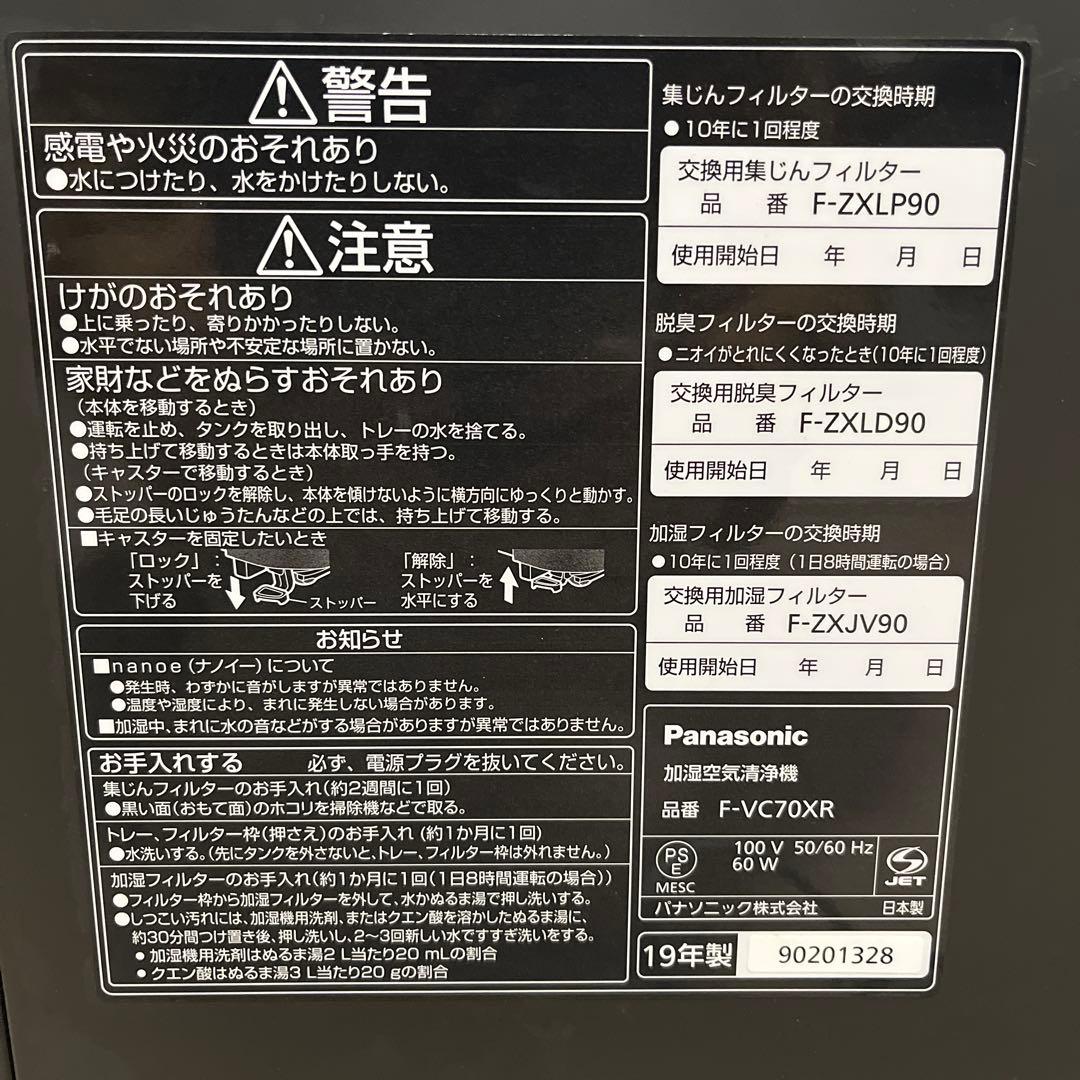 警告
感電や火災のおそれあり
●水につけたり、水をかけたりしない。
注意
けがのおそれあり
●上に乗ったり、寄りかかったりしない。
●水平でない場所や不安定な場所に置かない。
家財などをぬらすおそれあり
（本体を移動するとき）
●運転を止め、タンクを取り出し、トレーの水を捨てる。
●持ち上げて移動するときは本体取っ手を持つ。
（キャスターで移動するとき）
●ストッパーのロックを解除し、本体を傾けないように横方向にゆっくりと動かす。
●毛足の長いじゅうたんなどの上では、持ち上げて移動する。
■キャスターを固定したいとき
「ロック」：
ストッパーを
下げる
ストッパー
「解除」：
ストッパーを
水平にする
お知らせ
■nanoe（ナノイー）について
●発生時、わずかに音がしますが異常ではありません。
●温度や湿度により、まれに発生しない場合があります。
■加湿中、まれに水の音などがする場合がありますが異常ではありません。
お手入れする　必ず、電源プラグを抜いてください。
集じんフィルターのお手入れ（約2週間に1回）
●黒い面（おもて面）のホコリを掃除機などで取る。
トレー、フィルター枠（押さえ）のお手入れ（約1か月に1回）
●水洗いする。（先にタンクを外さないと、トレー、フィルター枠は外れません。）
加湿フィルターのお手入れ（約1か月に1回（1日8時間運転の場合））
●フィルター枠から加湿フィルターを外して、水かぬるま湯で押し洗いする。
●しつこい汚れには、加湿機用洗剤、またはクエン酸を溶かしたぬるま湯に、
約30分間つけ置き後、押し洗いし、2〜3回新しい水ですすぎ洗いをする。
●加湿機用洗剤はぬるま湯2 L当たり20 mLの割合
●クエン酸はぬるま湯3 L当たり20 gの割合
集じんフィルターの交換時期
●10年に1回程度
交換用集じんフィルター
品　番　F-ZXLP90
使用開始日　年　月　日
脱臭フィルターの交換時期
●ニオイがとれにくくなったとき（10年に1回程度）
交換用脱臭フィルター
品　番　F-ZXLD90
使用開始日　年　月　日
加湿フィルターの交換時期
●10年に1回程度（1日8時間運転の場合）
交換用加湿フィルター
品　番　F-ZXJV90
使用開始日　年　月　日
Panasonic
加湿空気清浄機
品番　F-VC70XR
PSE
MESC
100 V 50/60 Hz
60 W
JET
パナソニック株式会社　日本製
19年製　90201328